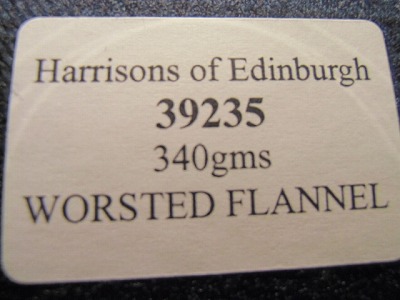 Harrisons of Edinburgh
39235
340gms
WORSTED FLANNEL